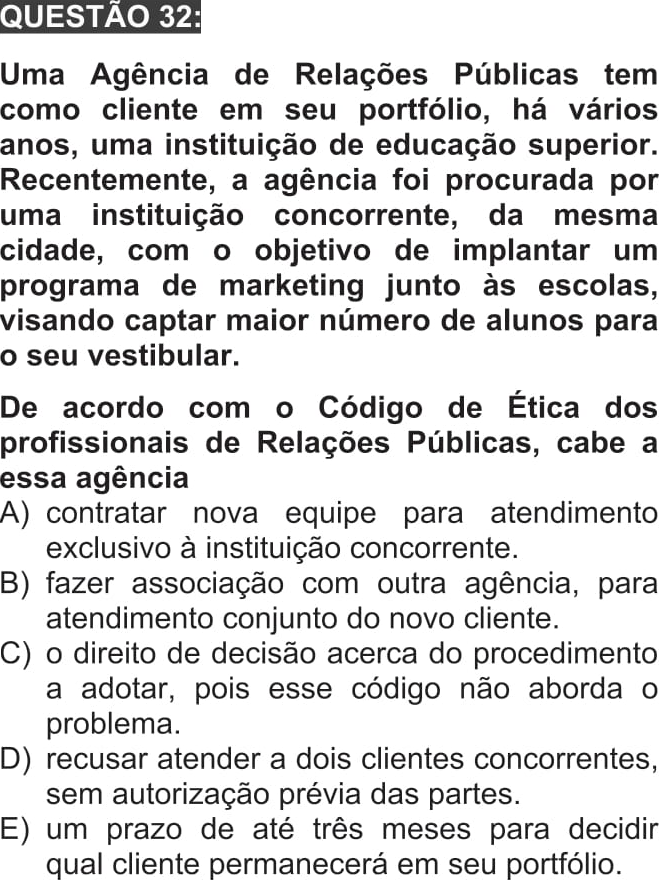 QUESTÃO 32:
Uma Agência de Relações Públicas tem
como cliente em seu portfólio, há vários
anos, uma instituição de educação superior.
Recentemente, a agência foi procurada por
uma instituição concorrente, da mesma
cidade, com o objetivo de implantar um
programa de marketing junto às escolas,
visando captar maior número de alunos para
o seu vestibular.
De acordo com o Código de Ética dos
profissionais de Relações Públicas, cabe a
essa agência
A) contratar nova equipe para atendimento
exclusivo à instituição concorrente.
B) fazer associação com outra agência, para
atendimento conjunto do novo cliente.
C) o direito de decisão acerca do procedimento
a adotar, pois esse código não aborda o
problema.
D) recusar atender a dois clientes concorrentes,
sem autorização prévia das partes.
E) um prazo de até três meses para decidir
qual cliente permanecerá em seu portfólio.